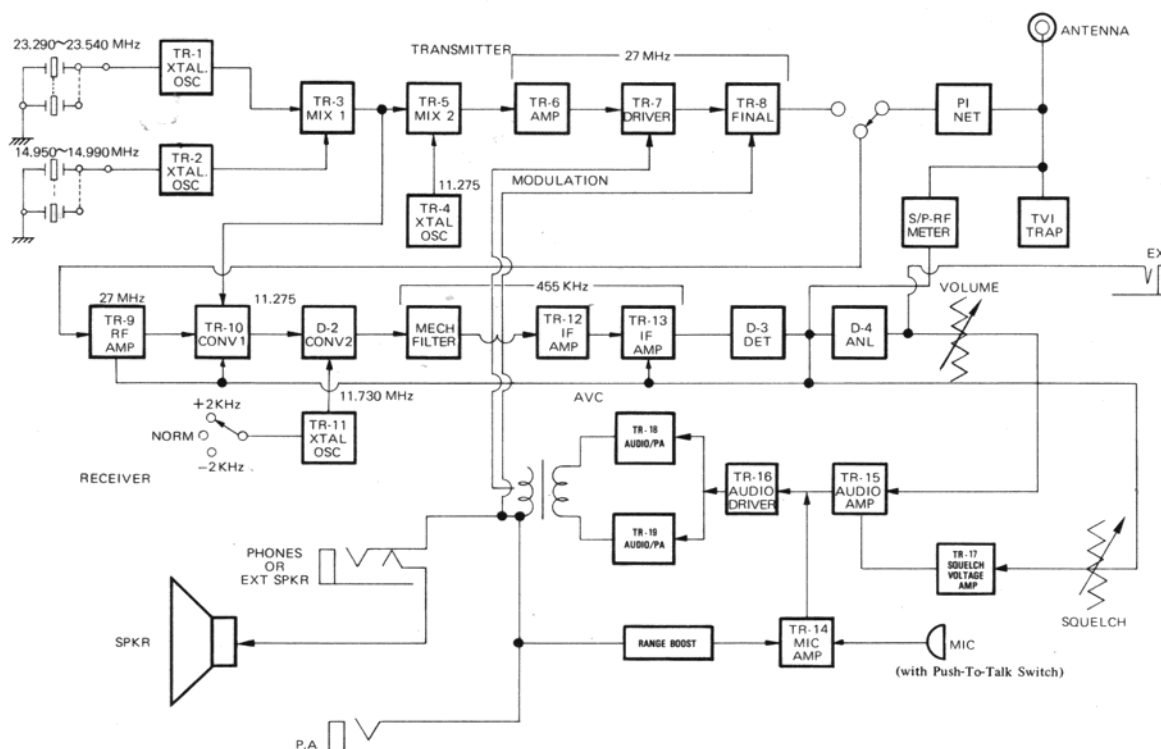 23.290~23.540 MHz
TR-1
XTAL.
OSC
14.950~14.990 MHz
TR-2
XTAL.
OSC
TR-3
MIX 1
TRANSMITTER
27 MHz
TR-5
MIX 2
TR-6
AMP
TR-7
DRIVER
TR-8
FINAL
11.275
TR-4
XTAL
OSC
MODULATION
ANTENNA
PI
NET
S/P-RF
METER
TVI
TRAP
EX
VOLUME
27 MHz
TR-9
RF
AMP
TR-10
CONV1
11.275
D-2
CONV2
455 KHz
MECH
FILTER
TR-12
IF
AMP
TR-13
IF
AMP
D-3
DET
D-4
ANL
AVC
11.730 MHz
TR-11
XTAL
OSC
+2KHz
NORM
-2KHz
RECEIVER
TR-18
AUDIO/PA
TR-19
AUDIO/PA
TR-16
AUDIO
DRIVER
TR-15
AUDIO
AMP
TR-17
SQUELCH
VOLTAGE
AMP
SQUELCH
PHONES
OR
EXT SPKR
SPKR
RANGE BOOST
TR-14
MIC
AMP
MIC
(with Push-To-Talk Switch)
P.A